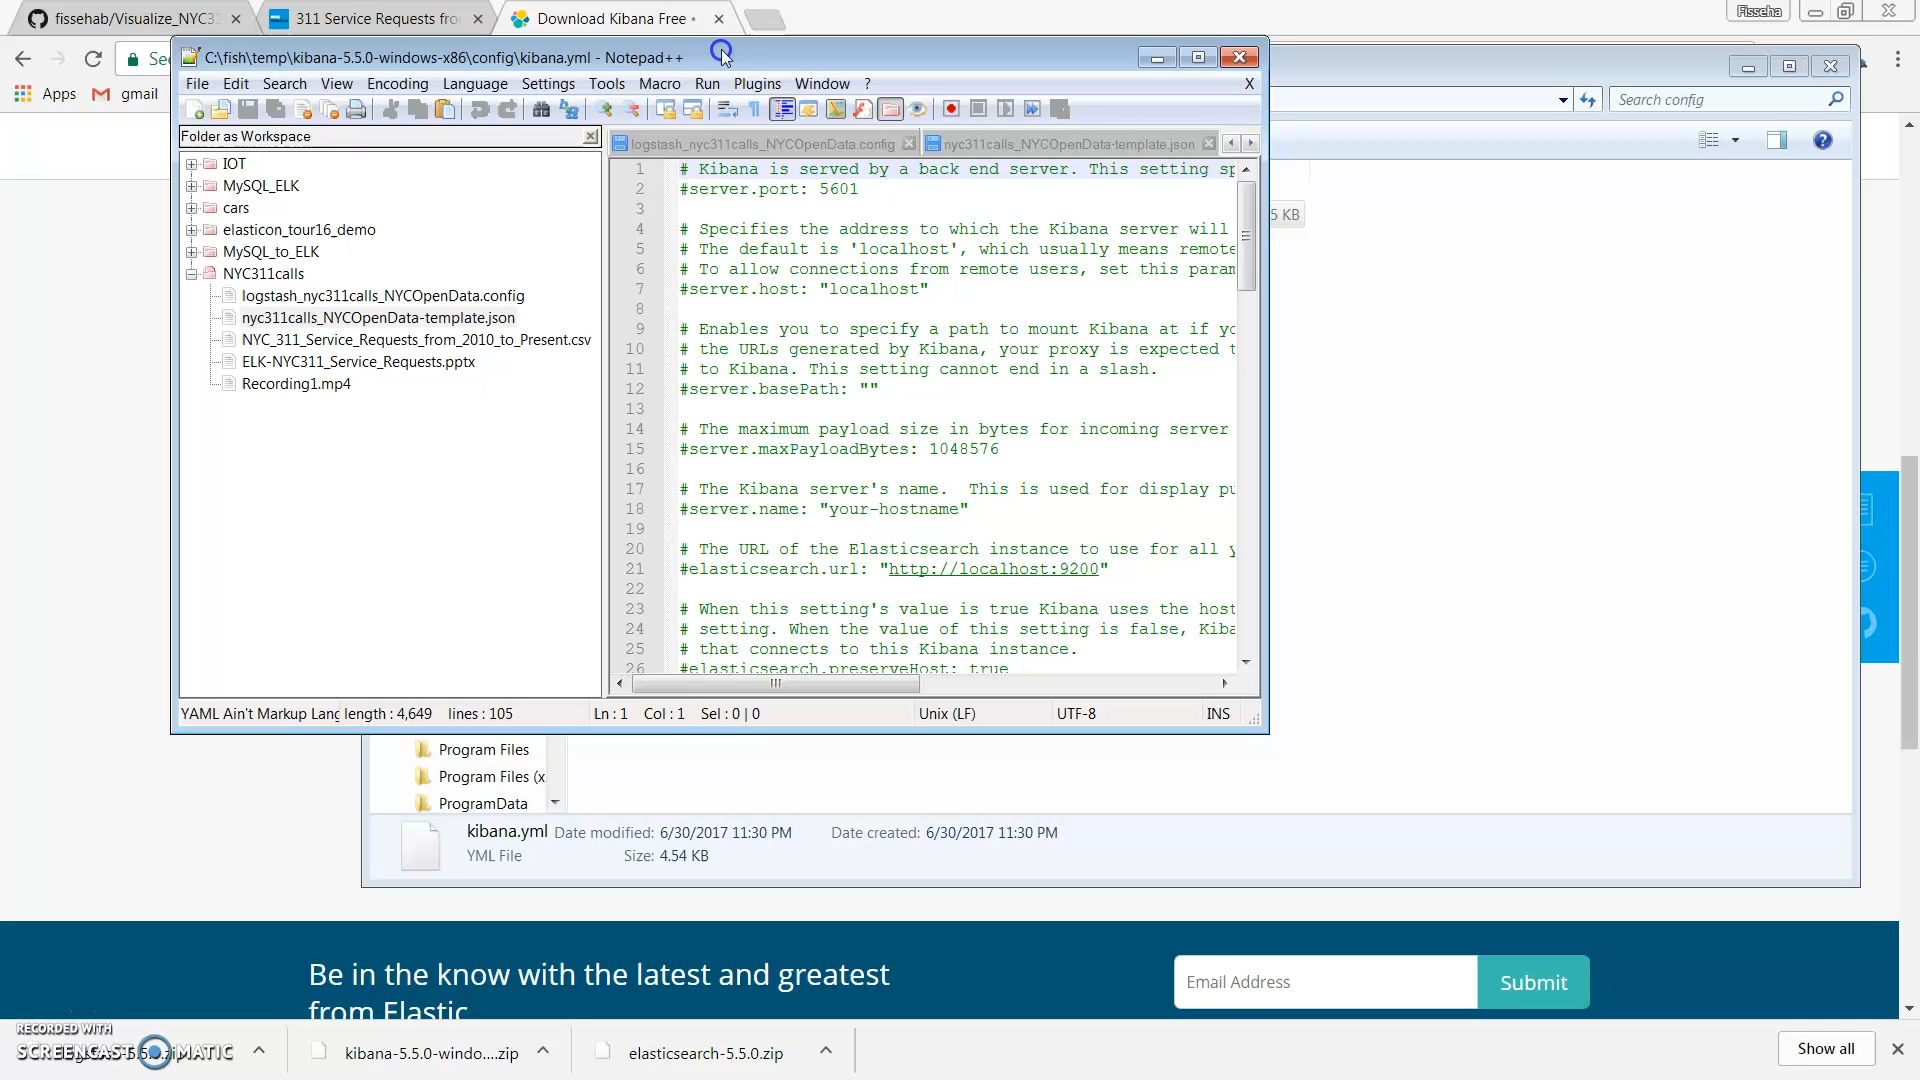 fissehab/Visualize_NYC31
311 Service Requests fro
Download Kibana Free •
Fisseha
Sec
Apps
gmail
C:\fish\temp\kibana-5.5.0-windows-x86\config\kibana.yml - Notepad++
File Edit Search View Encoding Language Settings Tools Macro Run Plugins Window ?
X
Search config
Folder as Workspace
logstash_nyc311calls_NYCOpenData.config
nyc311calls_NYCOpenData-template.json
IOT
MySQL_ELK
cars
elasticon_tour16_demo
MySQL_to_ELK
NYC311calls
logstash_nyc311calls_NYCOpenData.config
nyc311calls_NYCOpenData-template.json
NYC_311_Service_Requests_from_2010_to_Present.csv
ELK-NYC311_Service_Requests.pptx
Recording1.mp4
1 # Kibana is served by a back end server. This setting sp
2 #server.port: 5601
3
4 # Specifies the address to which the Kibana server will
5 # The default is 'localhost', which usually means remote
6 # To allow connections from remote users, set this param
7 #server.host: "localhost"
8
9 # Enables you to specify a path to mount Kibana at if yo
10 # the URLs generated by Kibana, your proxy is expected t
11 # to Kibana. This setting cannot end in a slash.
12 #server.basePath: ""
13
14 # The maximum payload size in bytes for incoming server
15 #server.maxPayloadBytes: 1048576
16
17 # The Kibana server's name.  This is used for display pu
18 #server.name: "your-hostname"
19
20 # The URL of the Elasticsearch instance to use for all y
21 #elasticsearch.url: "http://localhost:9200"
22
23 # When this setting's value is true Kibana uses the host
24 # setting. When the value of this setting is false, Kiba
25 # that connects to this Kibana instance.
26 #elasticsearch.preserveHost: true
5 KB
YAML Ain't Markup Lang length : 4,649 lines : 105 Ln : 1 Col : 1 Sel : 0 | 0 Unix (LF) UTF-8 INS
Program Files
Program Files (x
ProgramData
kibana.yml Date modified: 6/30/2017 11:30 PM Date created: 6/30/2017 11:30 PM
YML File Size: 4.54 KB
Be in the know with the latest and greatest
from Elastic
Email Address
Submit
RECORDED WITH
SCREENCAST MATIC
kibana-5.5.0-windo....zip
elasticsearch-5.5.0.zip
Show all